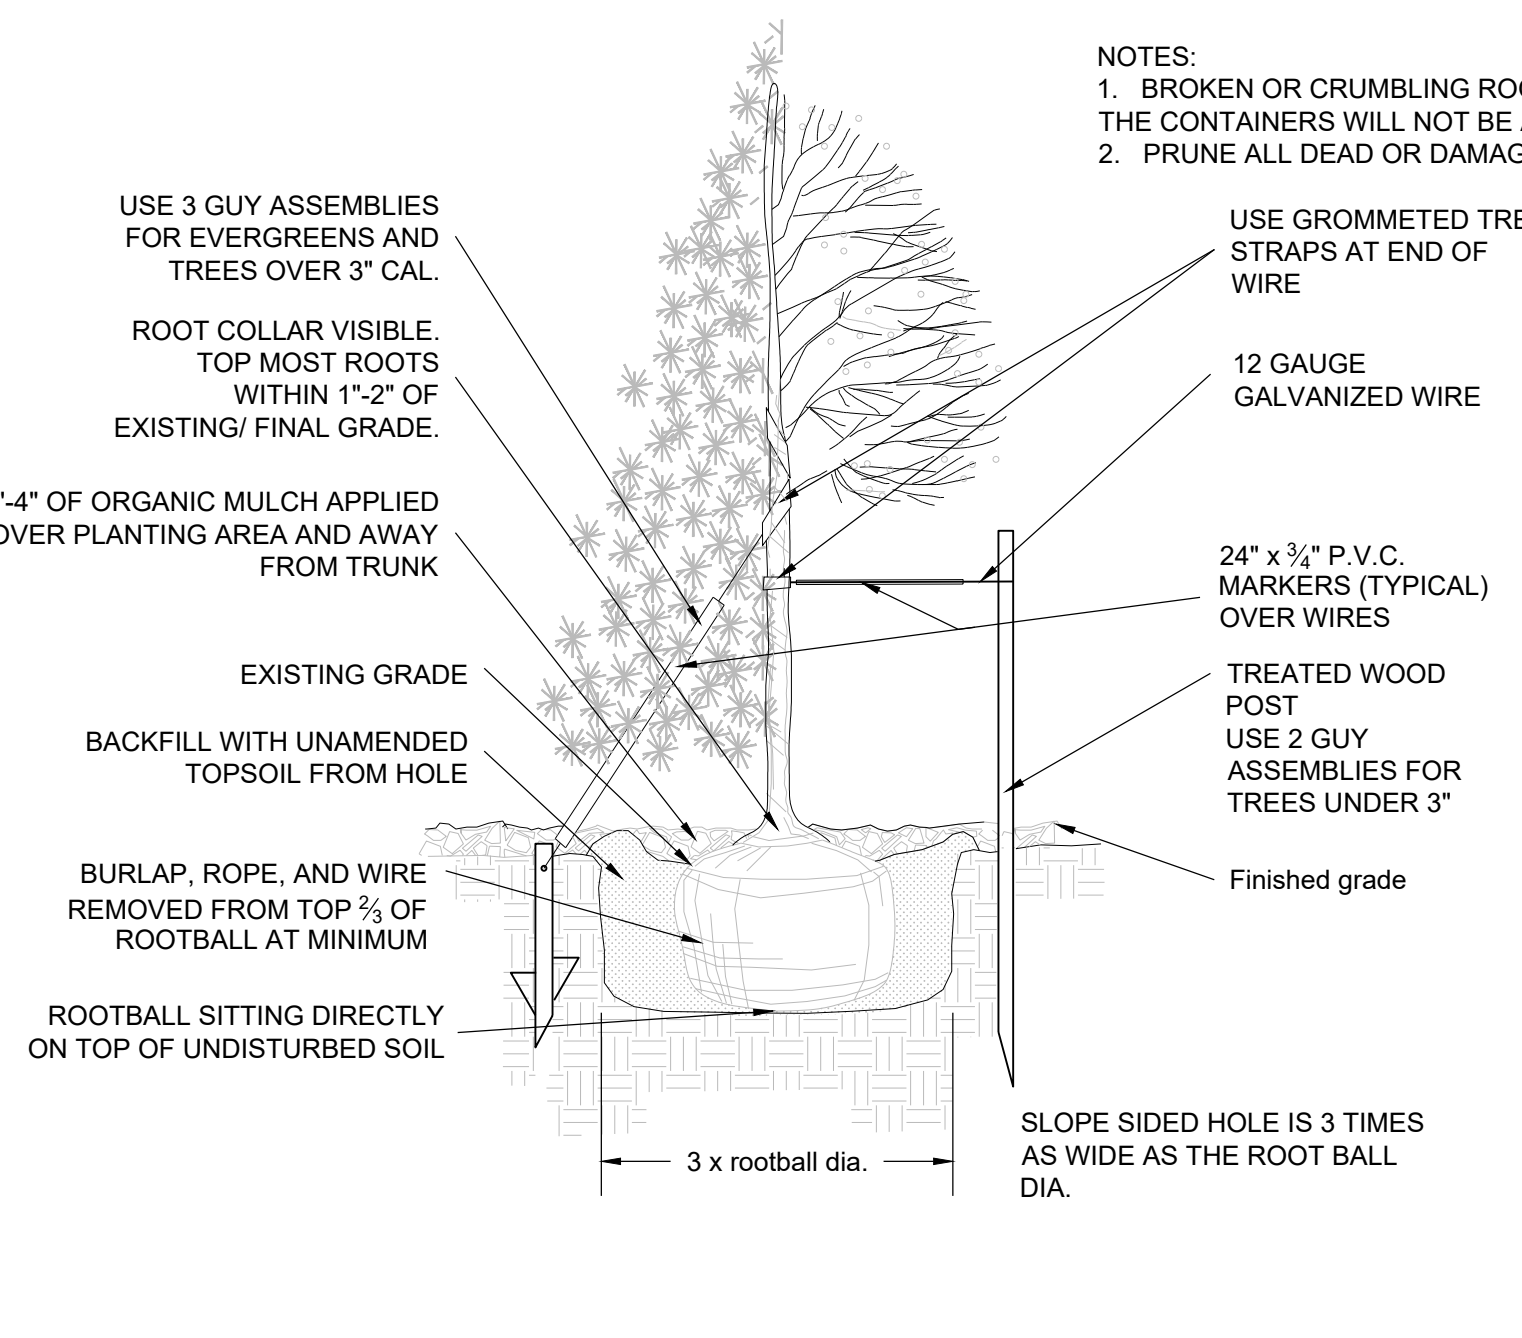 NOTES:
1. BROKEN OR CRUMBLING
THE CONTAINERS WILL NOT BE
2. PRUNE ALL DEAD OR
USE 3 GUY ASSEMBLIES
FOR EVERGREENS AND
TREES OVER 3" CAL.
ROOT COLLAR VISIBLE.
TOP MOST ROOTS
WITHIN 1"-2" OF
EXISTING/ FINAL GRADE.
"-4" OF ORGANIC MULCH APPLIED
OVER PLANTING AREA AND AWAY
FROM TRUNK
EXISTING GRADE
BACKFILL WITH UNAMENDED
TOPSOIL FROM HOLE
BURLAP, ROPE, AND WIRE
REMOVED FROM TOP 2/3 OF
ROOTBALL AT MINIMUM
ROOTBALL SITTING DIRECTLY
ON TOP OF UNDISTURBED SOIL
USE GROMMETED
STRAPS AT END OF
WIRE
12 GAUGE
GALVANIZED WIRE
24" x 3/4" P.V.C.
MARKERS (TYPICAL)
OVER WIRES
TREATED WOOD
POST
USE 2 GUY
ASSEMBLIES FOR
TREES UNDER 3"
Finished grade
3 x rootball dia.
SLOPE SIDED HOLE IS 3 TIMES
AS WIDE AS THE ROOT BALL
DIA.